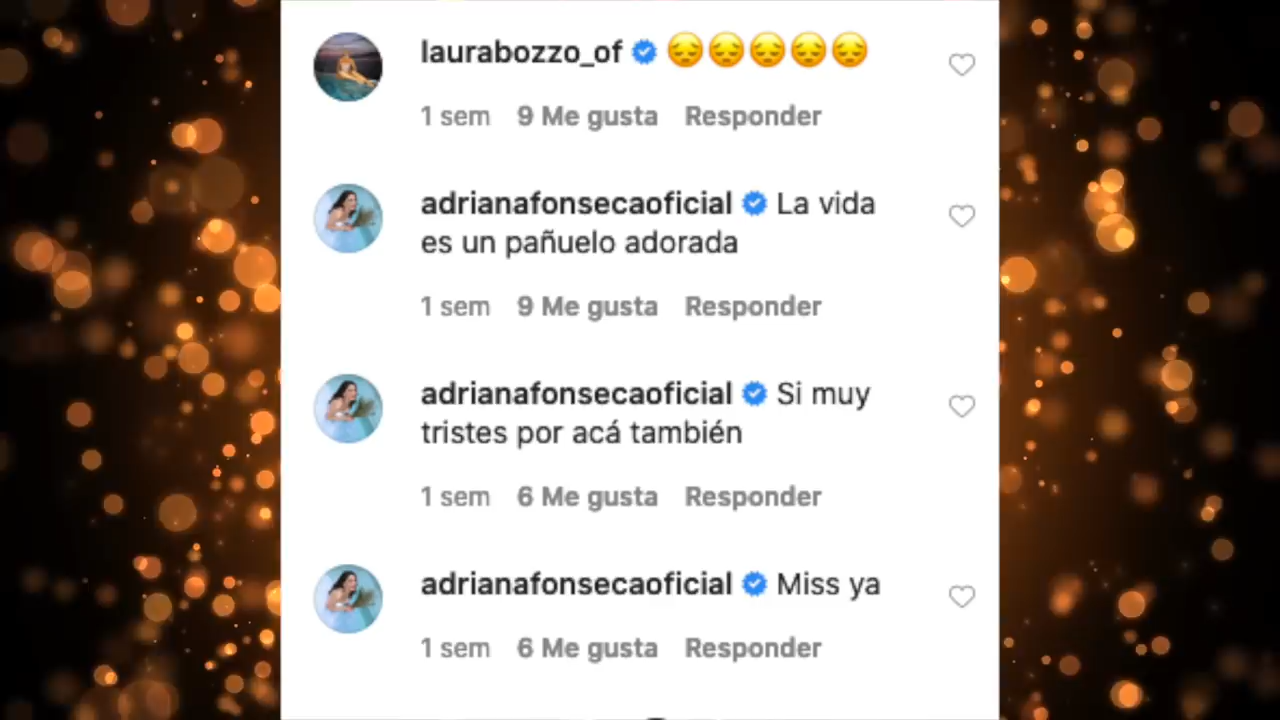 laurabozzo_of 😔😔😔😔😔
1 sem 9 Me gusta Responder
adrianafonsecaoficial La vida
es un pañuelo adorada
1 sem 9 Me gusta Responder
adrianafonsecaoficial Si muy
tristes por acá también
1 sem 6 Me gusta Responder
adrianafonsecaoficial Miss ya
1 sem 6 Me gusta Responder